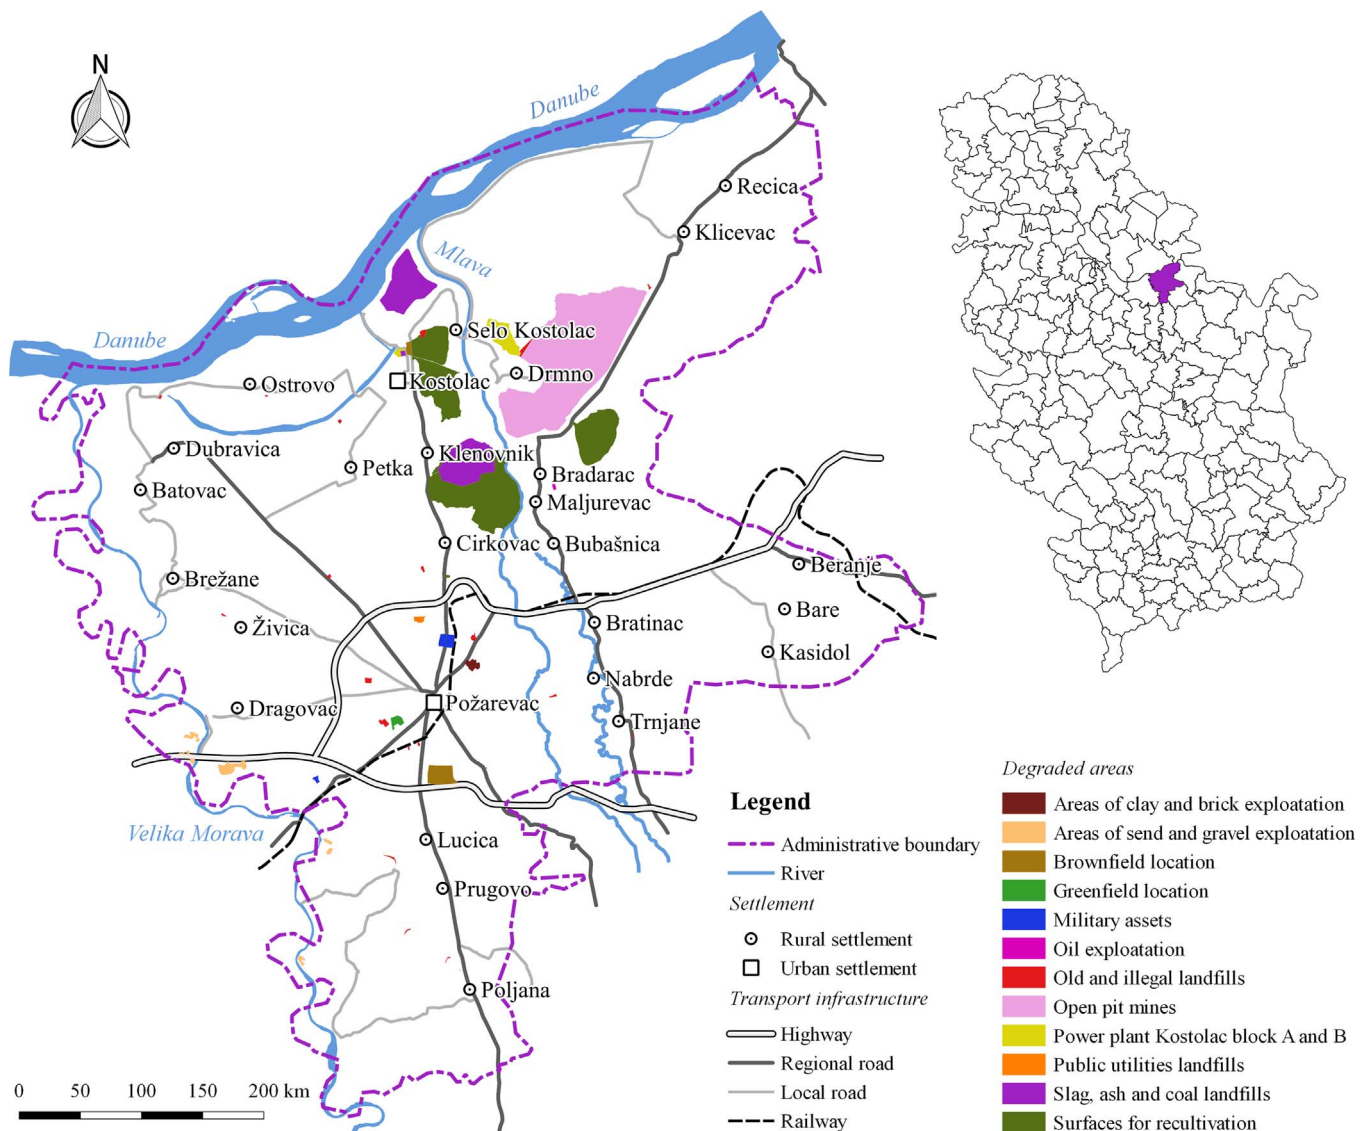 N
Danube
Recica
Klicevac
Mlava
Danube
Selo Kostolac
Ostrovo
Kostolac
Drmno
Dubravica
Petka
Klenovnik
Bradarac
Batovac
Maljurevac
Cirkovac
Bubašnica
Beranje
Brežane
Bare
Živica
Bratinac
Kasidol
Nabrde
Dragovac
Požarevac
Trnjane
Velika Morava
Lucica
Prugovo
Poljana
0 50 100 150 200 km
Legend
Administrative boundary
River
Settlement
Rural settlement
Urban settlement
Transport infrastructure
Highway
Regional road
Local road
Railway
Degraded areas
Areas of clay and brick exploatation
Areas of send and gravel exploatation
Brownfield location
Greenfield location
Military assets
Oil exploatation
Old and illegal landfills
Open pit mines
Power plant Kostolac block A and B
Public utilities landfills
Slag, ash and coal landfills
Surfaces for recultivation